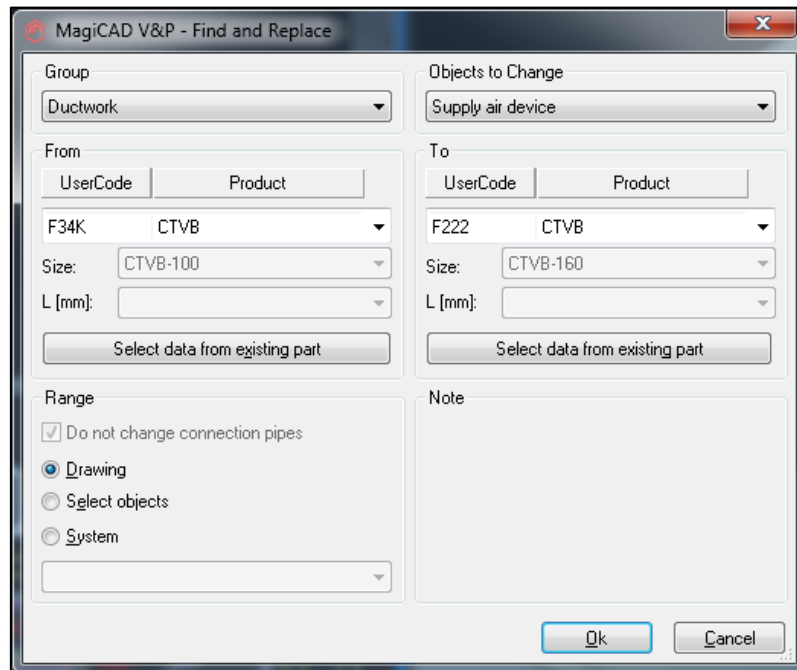 MagiCAD V&P - Find and Replace
Group
Ductwork
Objects to Change
Supply air device
From
UserCode Product
F34K CTVB
Size: CTVB-100
L [mm]:
Select data from existing part
To
UserCode Product
F222 CTVB
Size: CTVB-160
L [mm]:
Select data from existing part
Range
Do not change connection pipes
Drawing
Select objects
System
Note
Ok Cancel